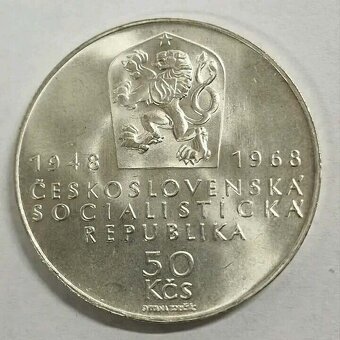 1948 1968
ČESKOSLOVENSKÁ
SOCIALISTICKÁ
REPUBLIKA
50
Kčs